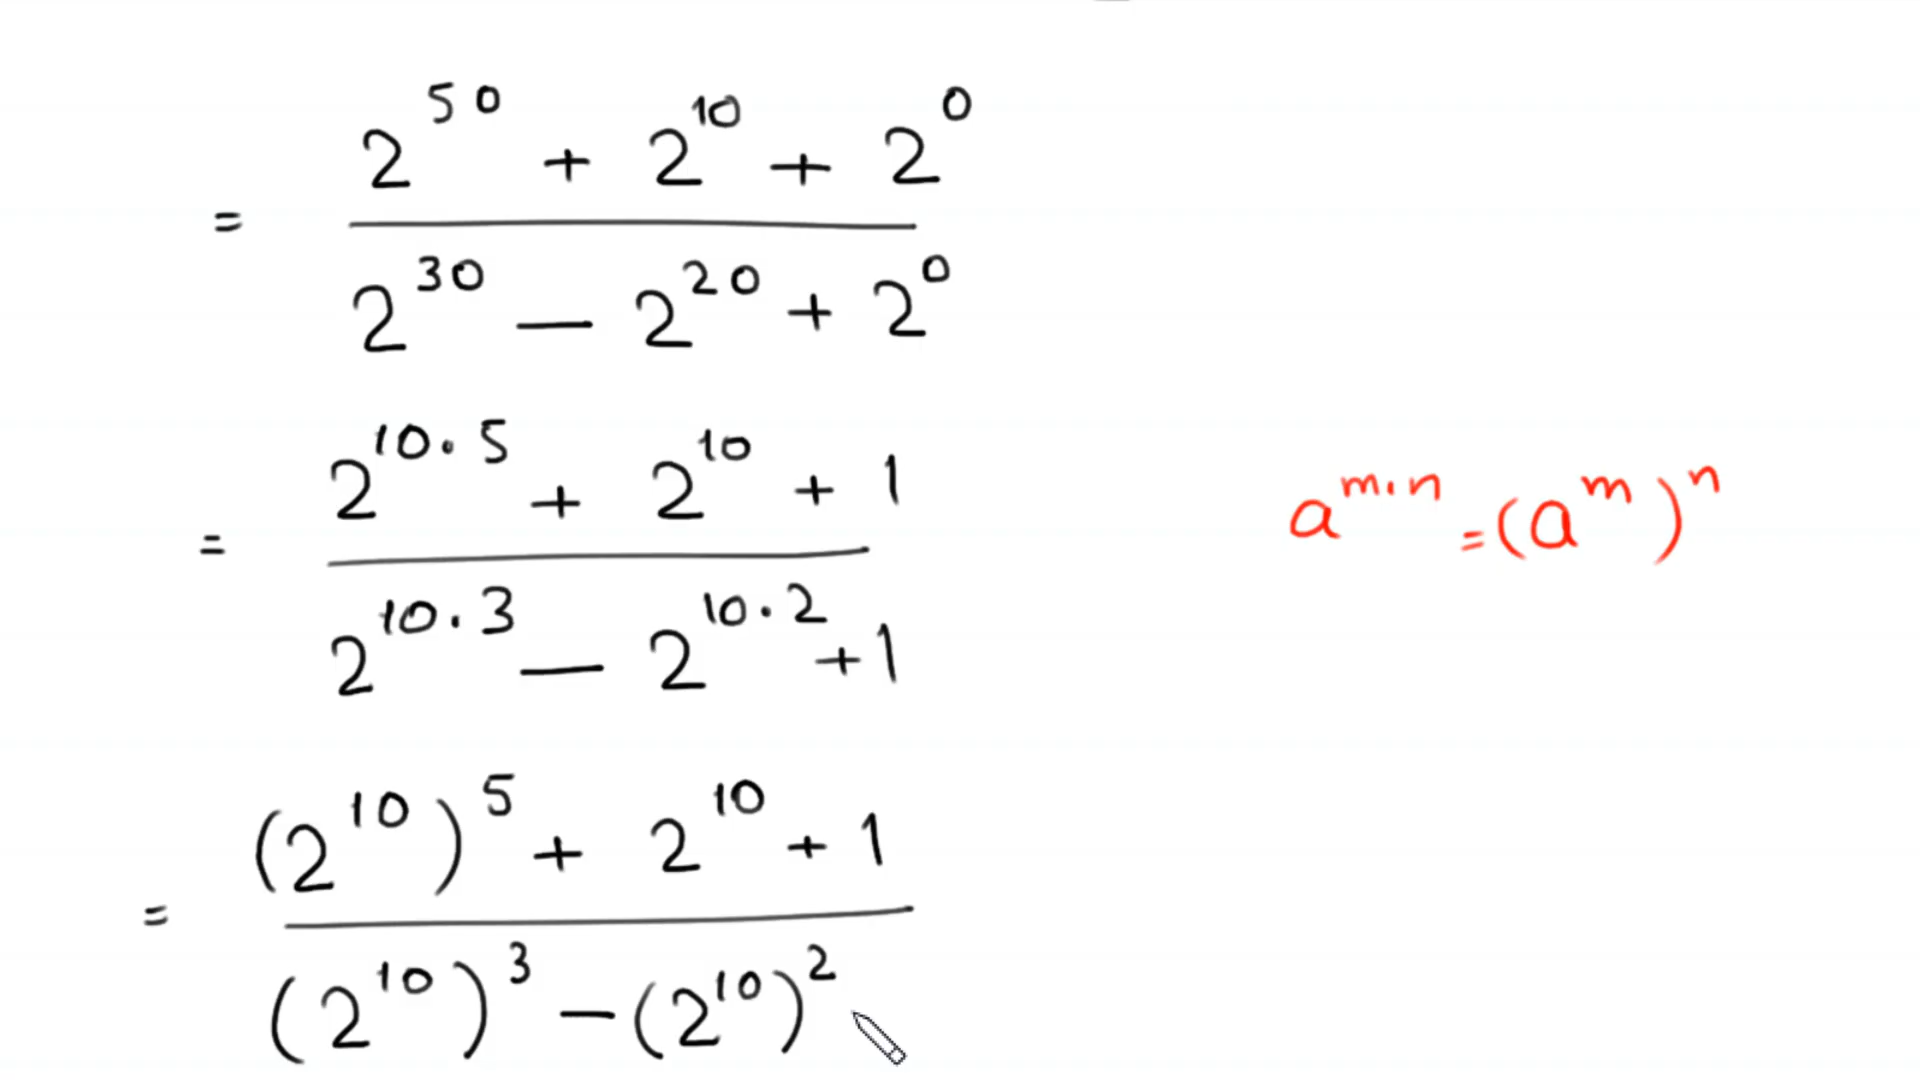 = (2^50 + 2^10 + 2^0) / (2^30 - 2^20 + 2^0)
= (2^(10·5) + 2^10 + 1) / (2^(10·3) - 2^(10·2) + 1)
a^(m·n) = (a^m)^n
= ((2^10)^5 + 2^10 + 1) / ((2^10)^3 - (2^10)^2